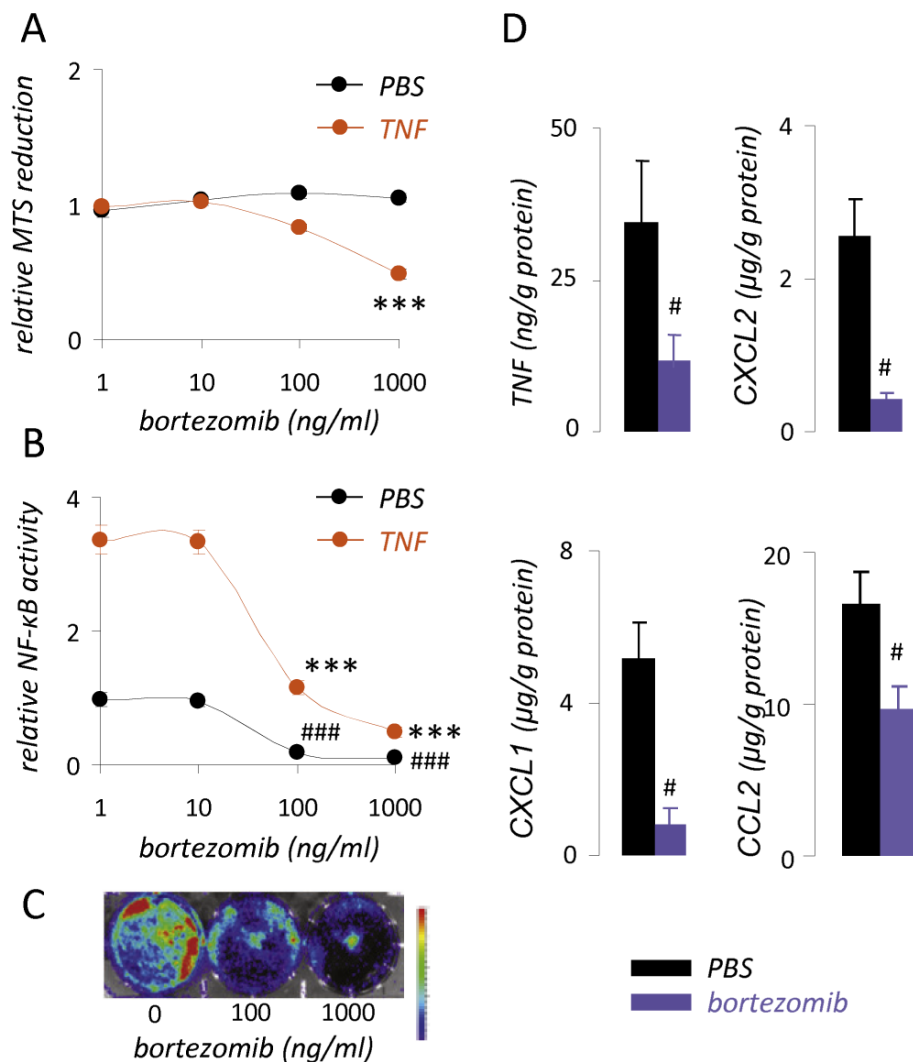 A
2
PBS
TNF
1
0
relative MTS reduction
1 10 100 1000
***
bortezomib (ng/ml)
B
4
PBS
TNF
2
0
relative NF-κB activity
***
###
***
###
1 10 100 1000
bortezomib (ng/ml)
C
0 100 1000
bortezomib (ng/ml)
D
50
25
0
TNF (ng/g protein)
#
4
2
0
CXCL2 (µg/g protein)
#
8
4
0
CXCL1 (µg/g protein)
#
20
10
0
CCL2 (µg/g protein)
#
PBS
bortezomib